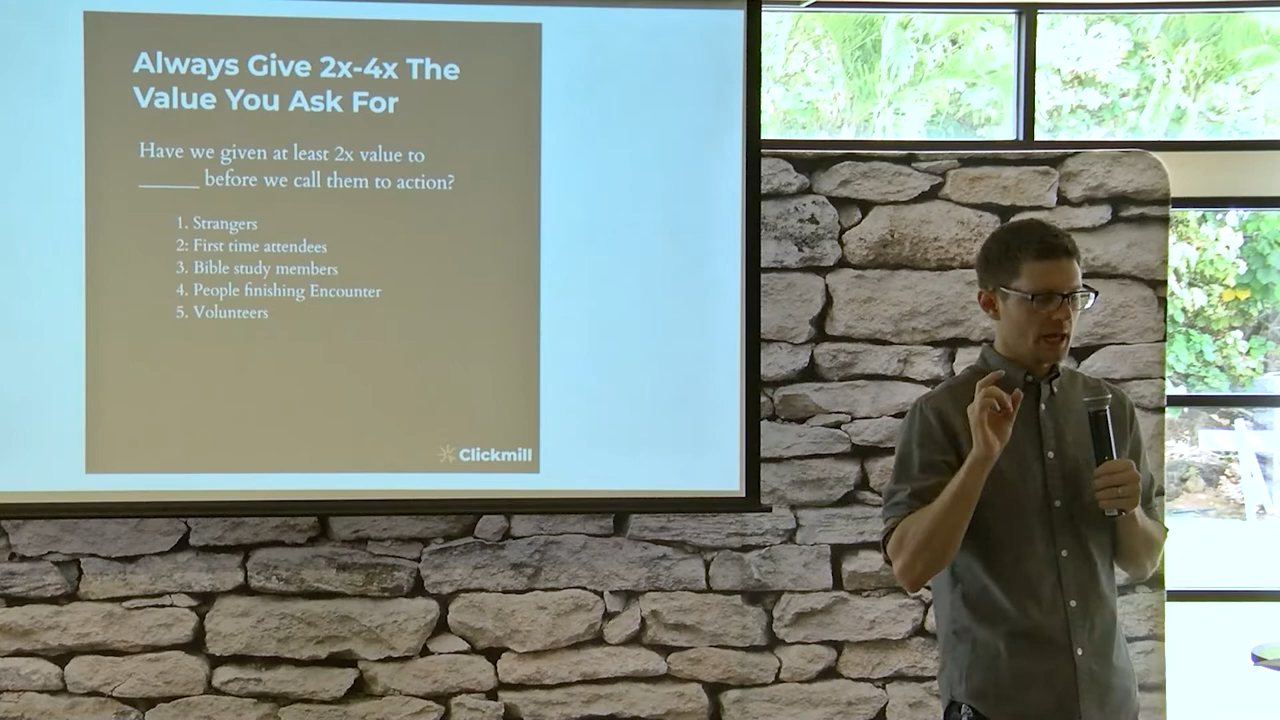 Always Give 2x-4x The
Value You Ask For
Have we given at least 2x value to
______ before we call them to action?
1. Strangers
2: First time attendees
3. Bible study members
4. People finishing Encounter
5. Volunteers
Clickmill